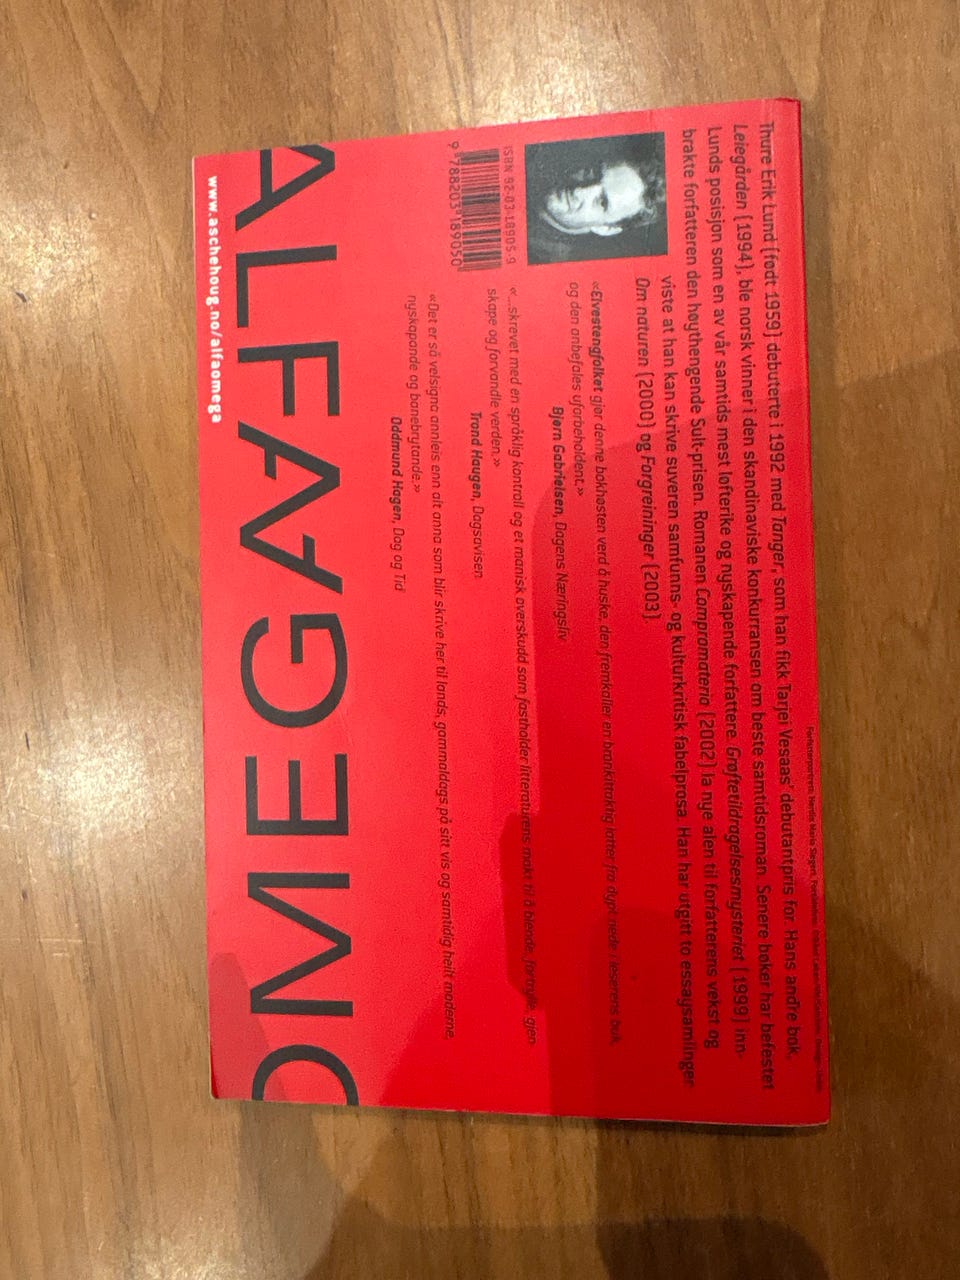 Thure Erik Lund (født 1959) debuterte i 1992 med Tanger, som han fikk Tarjei Vesaas' debutantpris for. Hans andre bok,
Leiegården (1994), ble norsk vinner i den skandinaviske konkurransen om beste samtidsroman. Senere bøker har befestet
Lunds posisjon som en av vår samtids mest løfterike og nyskapende forfattere. Grøftetildragelsesmysteriet (1999) inn-
brakte forfatteren den høythengende Sult-prisen. Romanen Compromateria (2002) la nye alen til forfatterens vekst og
viste at han kan skrive suveren samfunns- og kulturkritisk fabelprosa. Han har utgitt to essaysamlinger:
Om naturen (2000) og Forgreininger (2003).
«Elvestengfolket gjør denne bokhøsten verd å huske, den fremkaller en brønkittaktig latter fra dypt nede i leserens buk,
og den anbefales uforbeholdent.»
Bjørn Gabrielsen, Dagens Næringsliv
«...skrevet med en språklig kontroll og et manisk overskudd som fastholder litteraturens makt til å blende, forrade, gjen-
skape og forvandle verden.»
Trond Haugen, Dagsavisen
«Det er så velsigna annleis enn alt anna som blir skrive her til lands, gammaldags på sitt vis og samtidig heilt moderne,
nyskapande og banebrytande.»
Oddmund Hagen, Dag og Tid
ISBN 82-03-18905-9
9 788203 189050
ALFAOMEGA
www.aschehoug.no/alfaomega